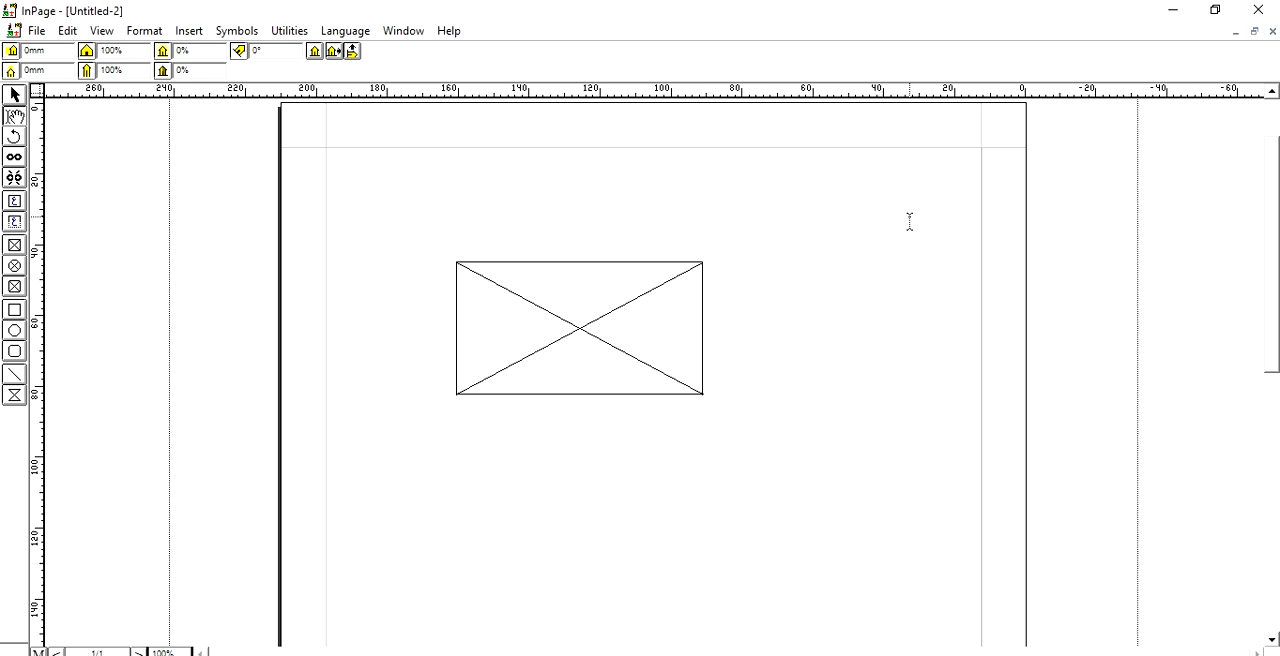 InPage - [Untitled-2]
File Edit View Format Insert Symbols Utilities Language Window Help
0mm 100% 0% 0°
0mm 100% 0%
260 240 220 200 180 160 140 120 100 80 60 40 20 0 -20 -40 -60
0
20
40
60
80
100
120
140
M < 1/1 > 100%